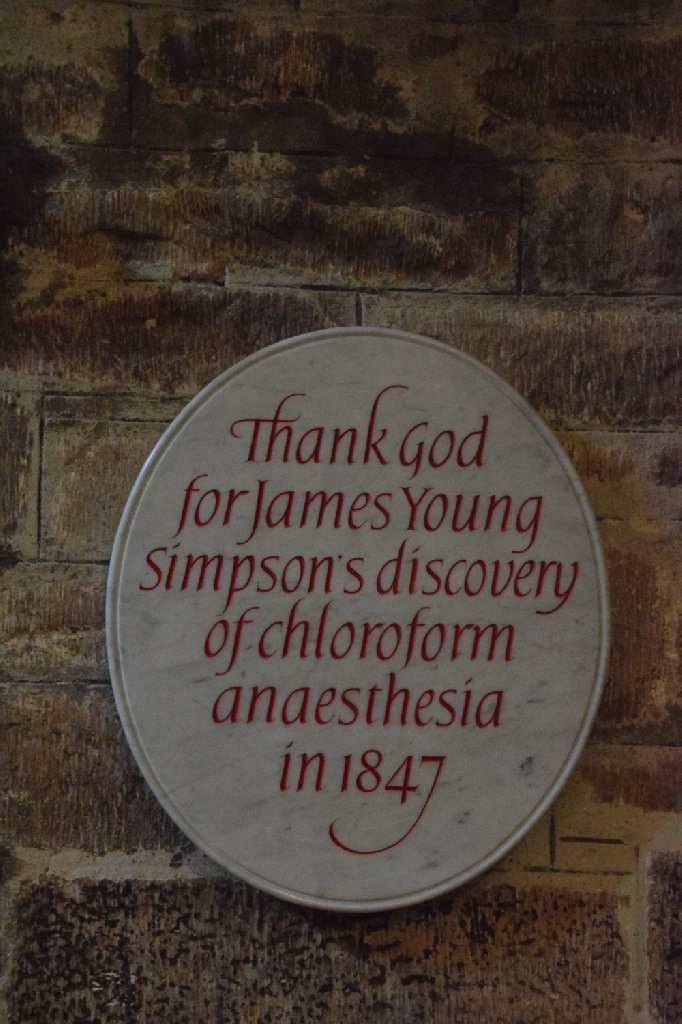 Thank God
for James Young
Simpson's discovery
of chloroform
anaesthesia
in 1847